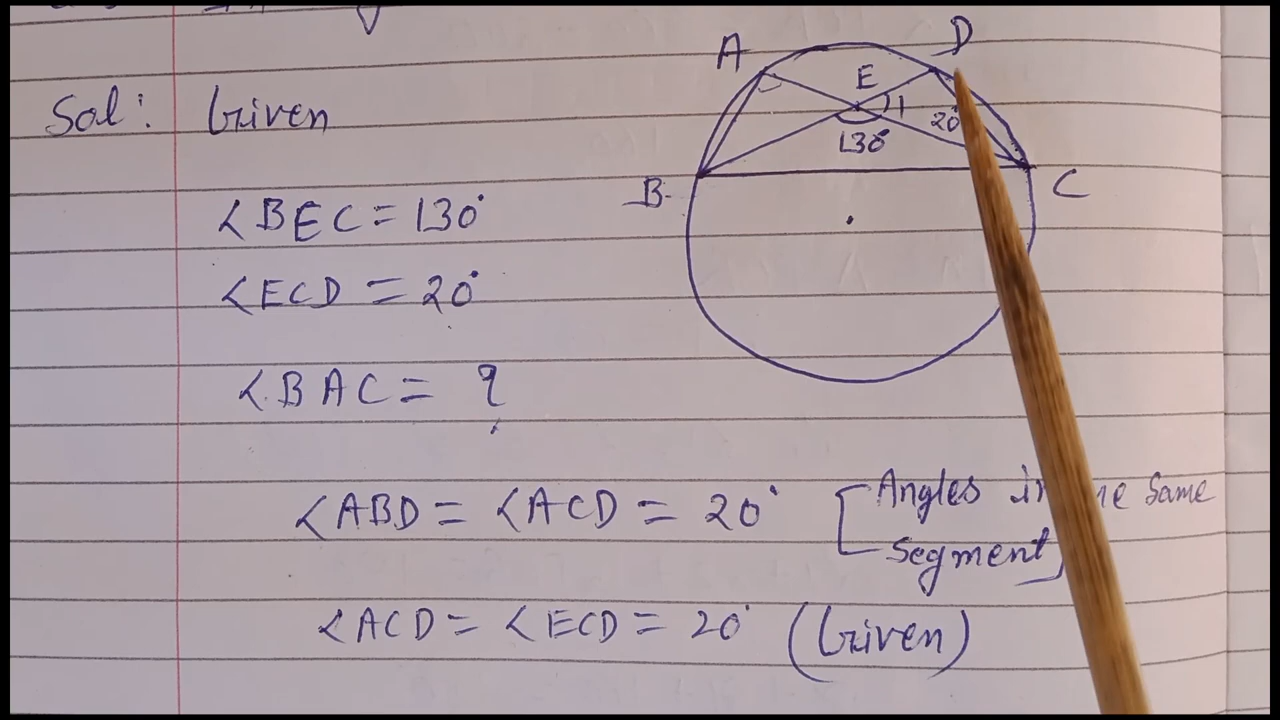 Sol: Given
∠BEC = 130°
∠ECD = 20°
∠BAC = ?
∠ABD = ∠ACD = 20° [Angles in same
segment]
∠ACD = ∠ECD = 20° (Given)
A
D
E
1
20°
130°
B
C